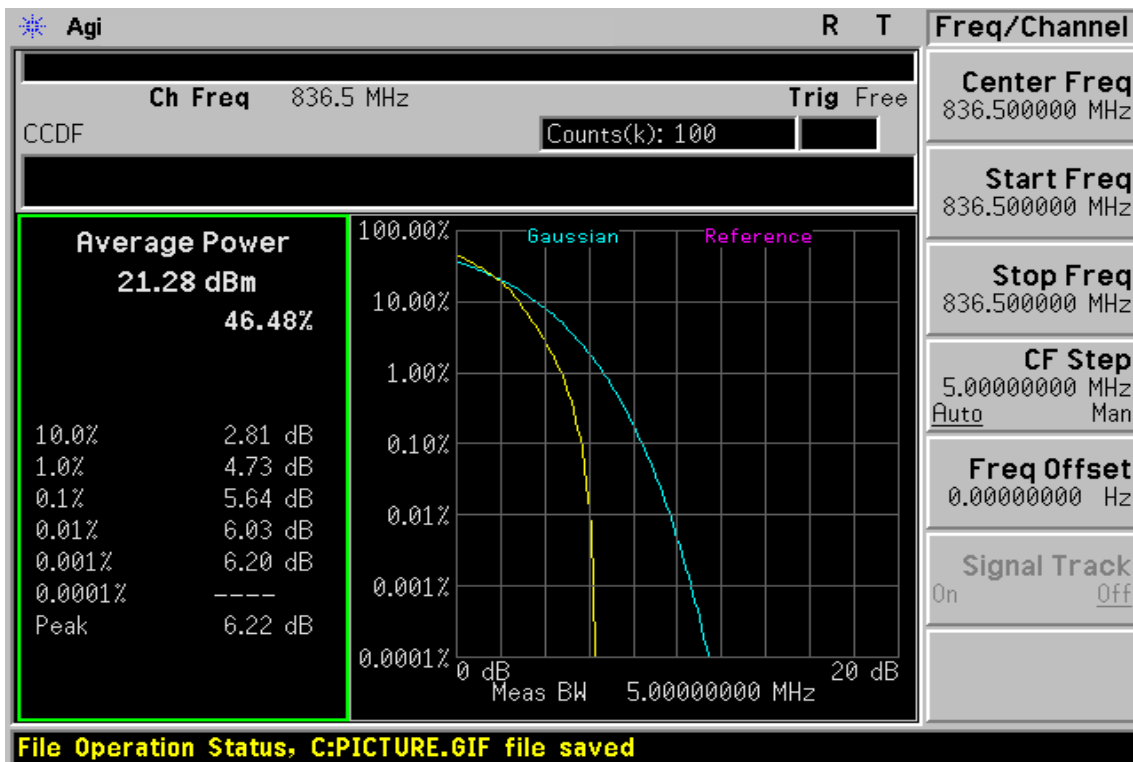 Agi R T
Ch Freq 836.5 MHz Trig Free
CCDF Counts(k): 100
Average Power
21.28 dBm
46.48%
10.0% 2.81 dB
1.0% 4.73 dB
0.1% 5.64 dB
0.01% 6.03 dB
0.001% 6.20 dB
0.0001% ----
Peak 6.22 dB
Gaussian Reference
100.00%
10.00%
1.00%
0.10%
0.01%
0.001%
0.0001%
0 dB 20 dB
Meas BW 5.00000000 MHz
Freq/Channel
Center Freq
836.500000 MHz
Start Freq
836.500000 MHz
Stop Freq
836.500000 MHz
CF Step
5.00000000 MHz
Auto Man
Freq Offset
0.00000000 Hz
Signal Track
On Off
File Operation Status, C:PICTURE.GIF file saved